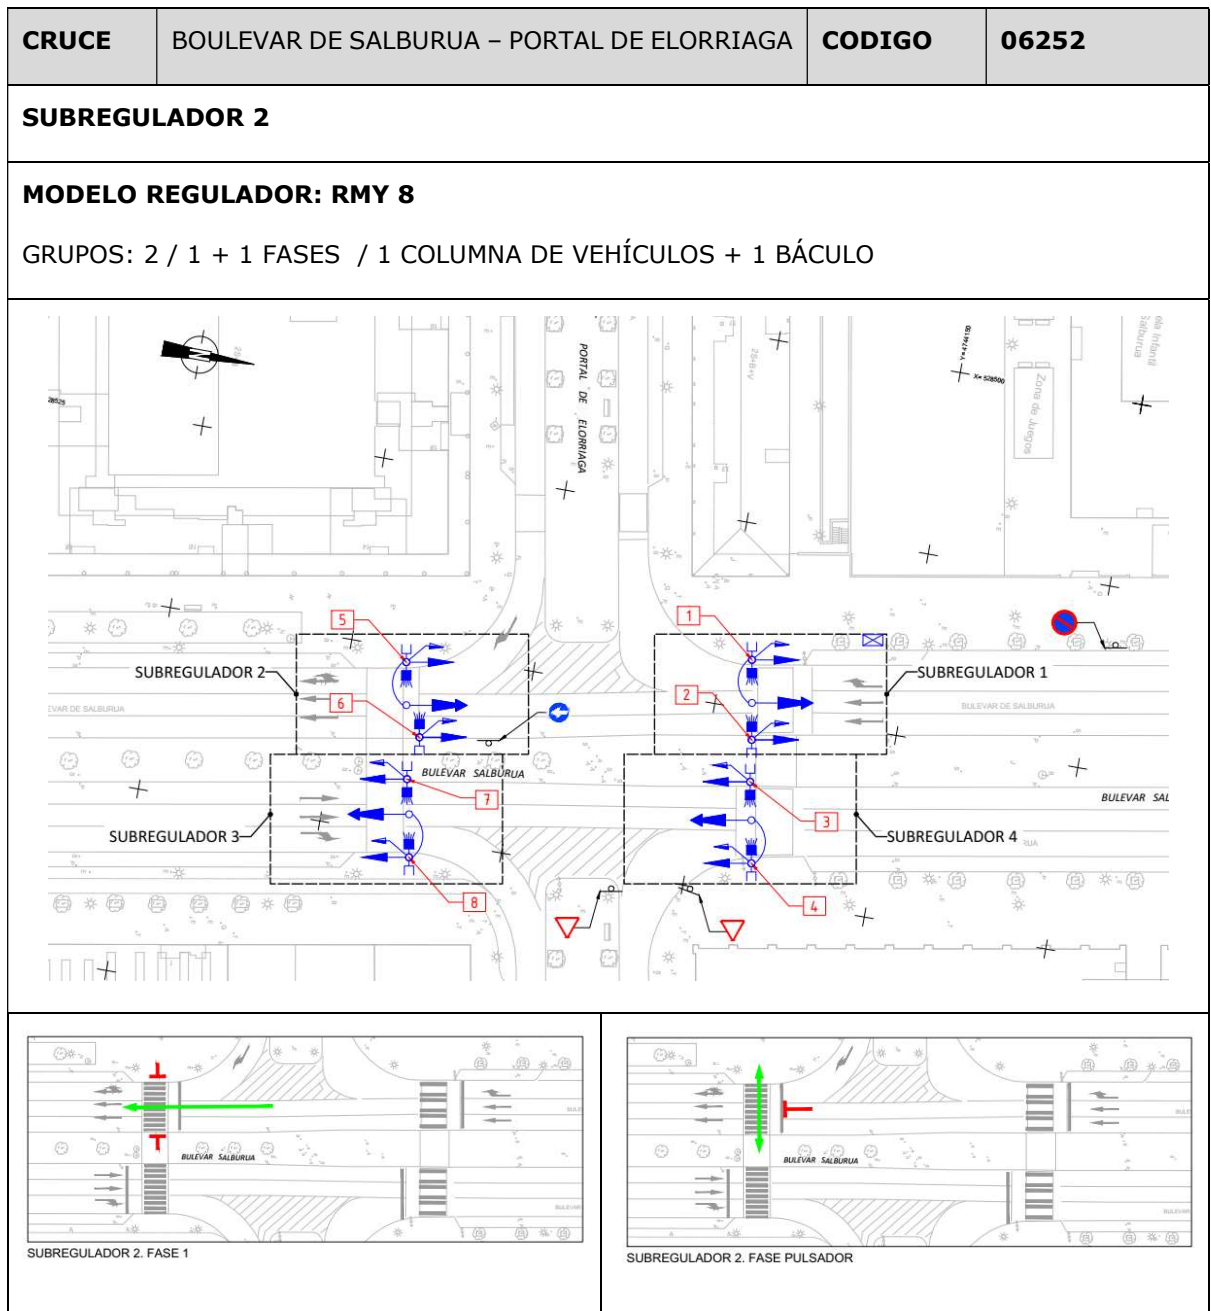 CRUCE BOULEVAR DE SALBURUA – PORTAL DE ELORRIAGA CODIGO 06252
SUBREGULADOR 2
MODELO REGULADOR: RMY 8
GRUPOS: 2 / 1 + 1 FASES / 1 COLUMNA DE VEHÍCULOS + 1 BÁCULO
PORTAL DE ELORRIAGA
Y=4744150
X=528500
Zona de Juegos
Salburua
N
5
1
SUBREGULADOR 2
SUBREGULADOR 1
6
2
BULEVAR DE SALBURUA
BULEVAR SALBURUA
7
BULEVAR SAL
3
SUBREGULADOR 3
SUBREGULADOR 4
8
4
BULEVAR SALBURUA
SUBREGULADOR 2. FASE 1
BULEVAR SALBURUA
SUBREGULADOR 2. FASE PULSADOR